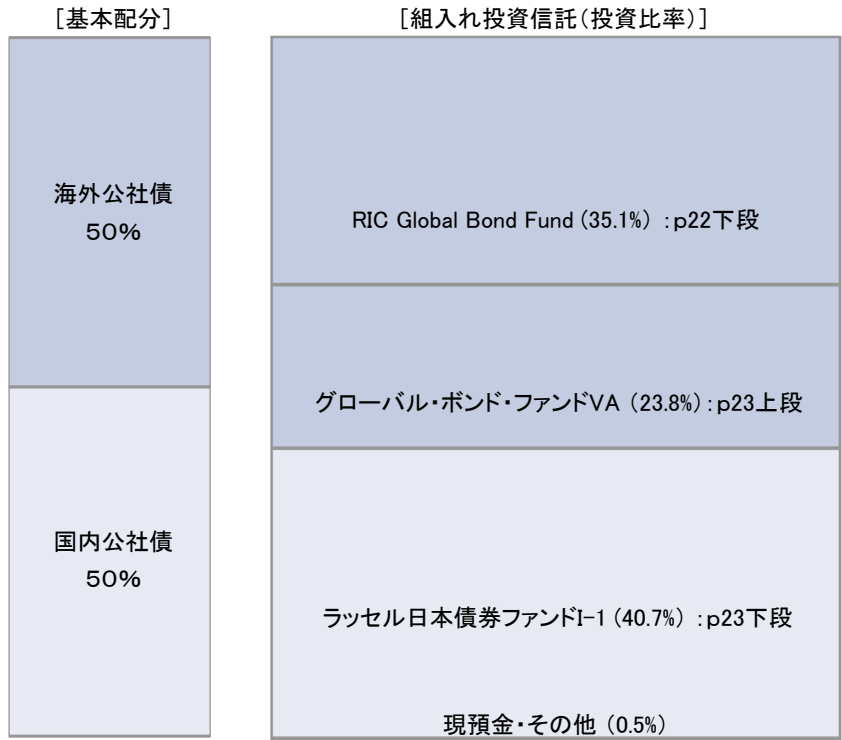 [基本配分]
[組入れ投資信託(投資比率)]
海外公社債
50%
RIC Global Bond Fund (35.1%) :p22下段
グローバル・ボンド・ファンドVA (23.8%):p23上段
国内公社債
50%
ラッセル日本債券ファンドI-1 (40.7%) :p23下段
現預金・その他 (0.5%)